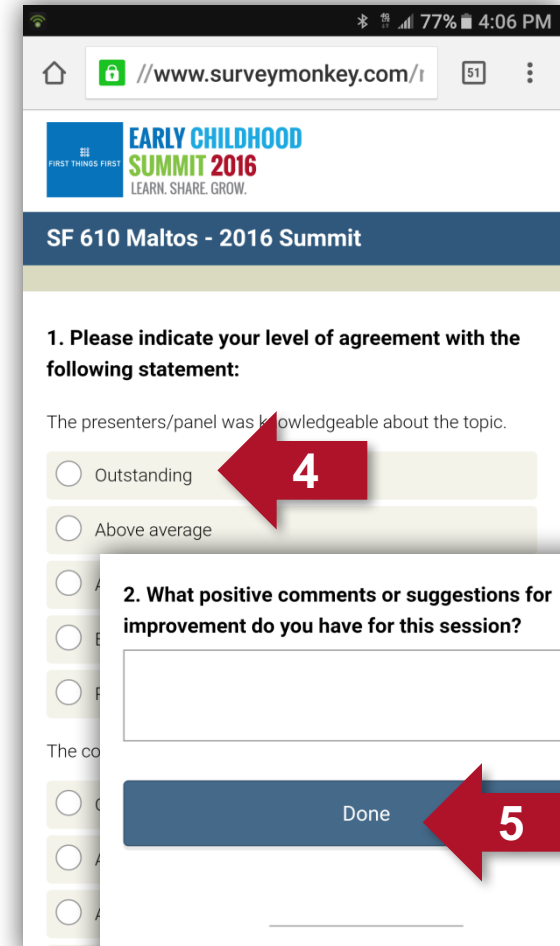 77% 4:06 PM
//www.surveymonkey.com/r
51
FIRST THINGS FIRST
EARLY CHILDHOOD
SUMMIT 2016
LEARN. SHARE. GROW.
SF 610 Maltos - 2016 Summit
1. Please indicate your level of agreement with the
following statement:
The presenters/panel was knowledgeable about the topic.
Outstanding
4
Above average
2. What positive comments or suggestions for
improvement do you have for this session?
The co
Done
5